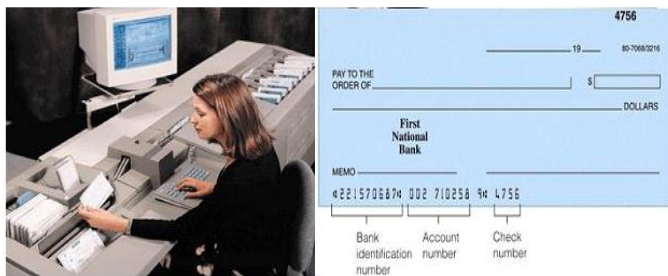 4756
19
80-7068/3216
PAY TO THE
ORDER OF
$
DOLLARS
First
National
Bank
MEMO
⑆221570687⑆ 002 710258 9⑆ 4756
Bank
identification
number
Account
number
Check
number